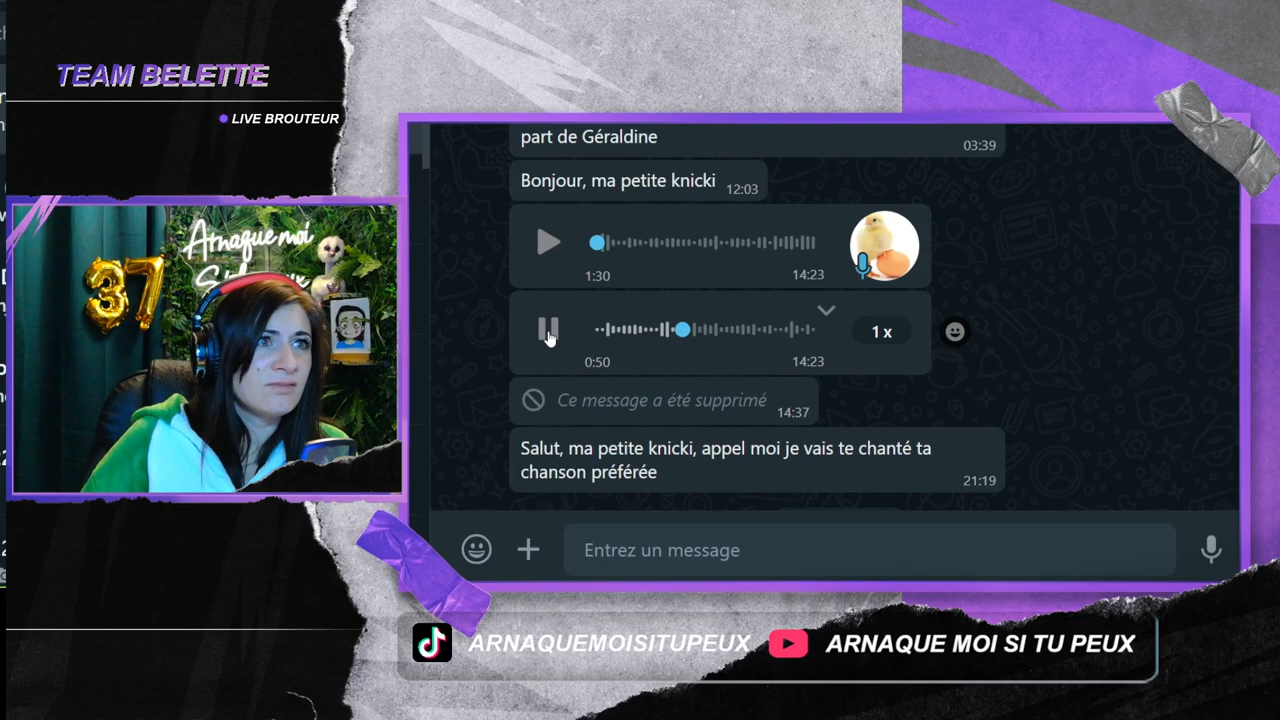 TEAM BELETTE
LIVE BROUTEUR
37
Arnaque moi
part de Géraldine
03:39
Bonjour, ma petite knicki
12:03
1:30
14:23
0:50
14:23
1 x
Ce message a été supprimé
14:37
Salut, ma petite knicki, appel moi je vais te chanté ta
chanson préférée
21:19
Entrez un message
ARNAQUEMOISITUPEUX
ARNAQUE MOI SI TU PEUX